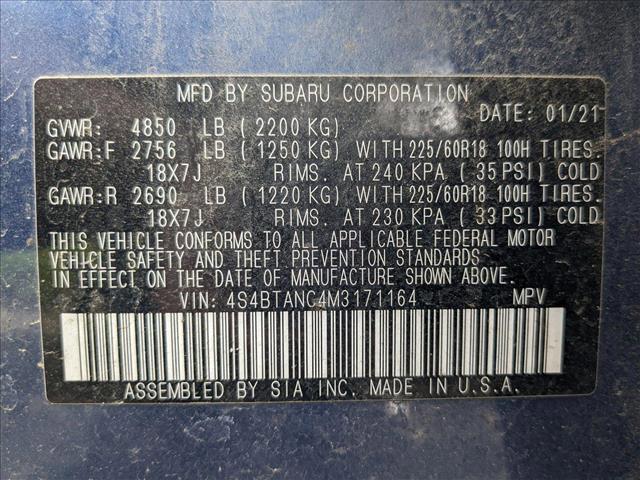 MFD BY SUBARU CORPORATION
DATE: 01/21
GVWR: 4850 LB (2200 KG)
GAWR:F 2756 LB (1250 KG) WITH 225/60R18 100H TIRES.
18X7J RIMS. AT 240 KPA (35 PSI) COLD
GAWR:R 2690 LB (1220 KG) WITH 225/60R18 100H TIRES.
18X7J RIMS. AT 230 KPA (33 PSI) COLD
THIS VEHICLE CONFORMS TO ALL APPLICABLE FEDERAL MOTOR
VEHICLE SAFETY AND THEFT PREVENTION STANDARDS
IN EFFECT ON THE DATE OF MANUFACTURE SHOWN ABOVE.
VIN: 4S4BTANC4M3171164 MPV
ASSEMBLED BY SIA INC. MADE IN U.S.A.